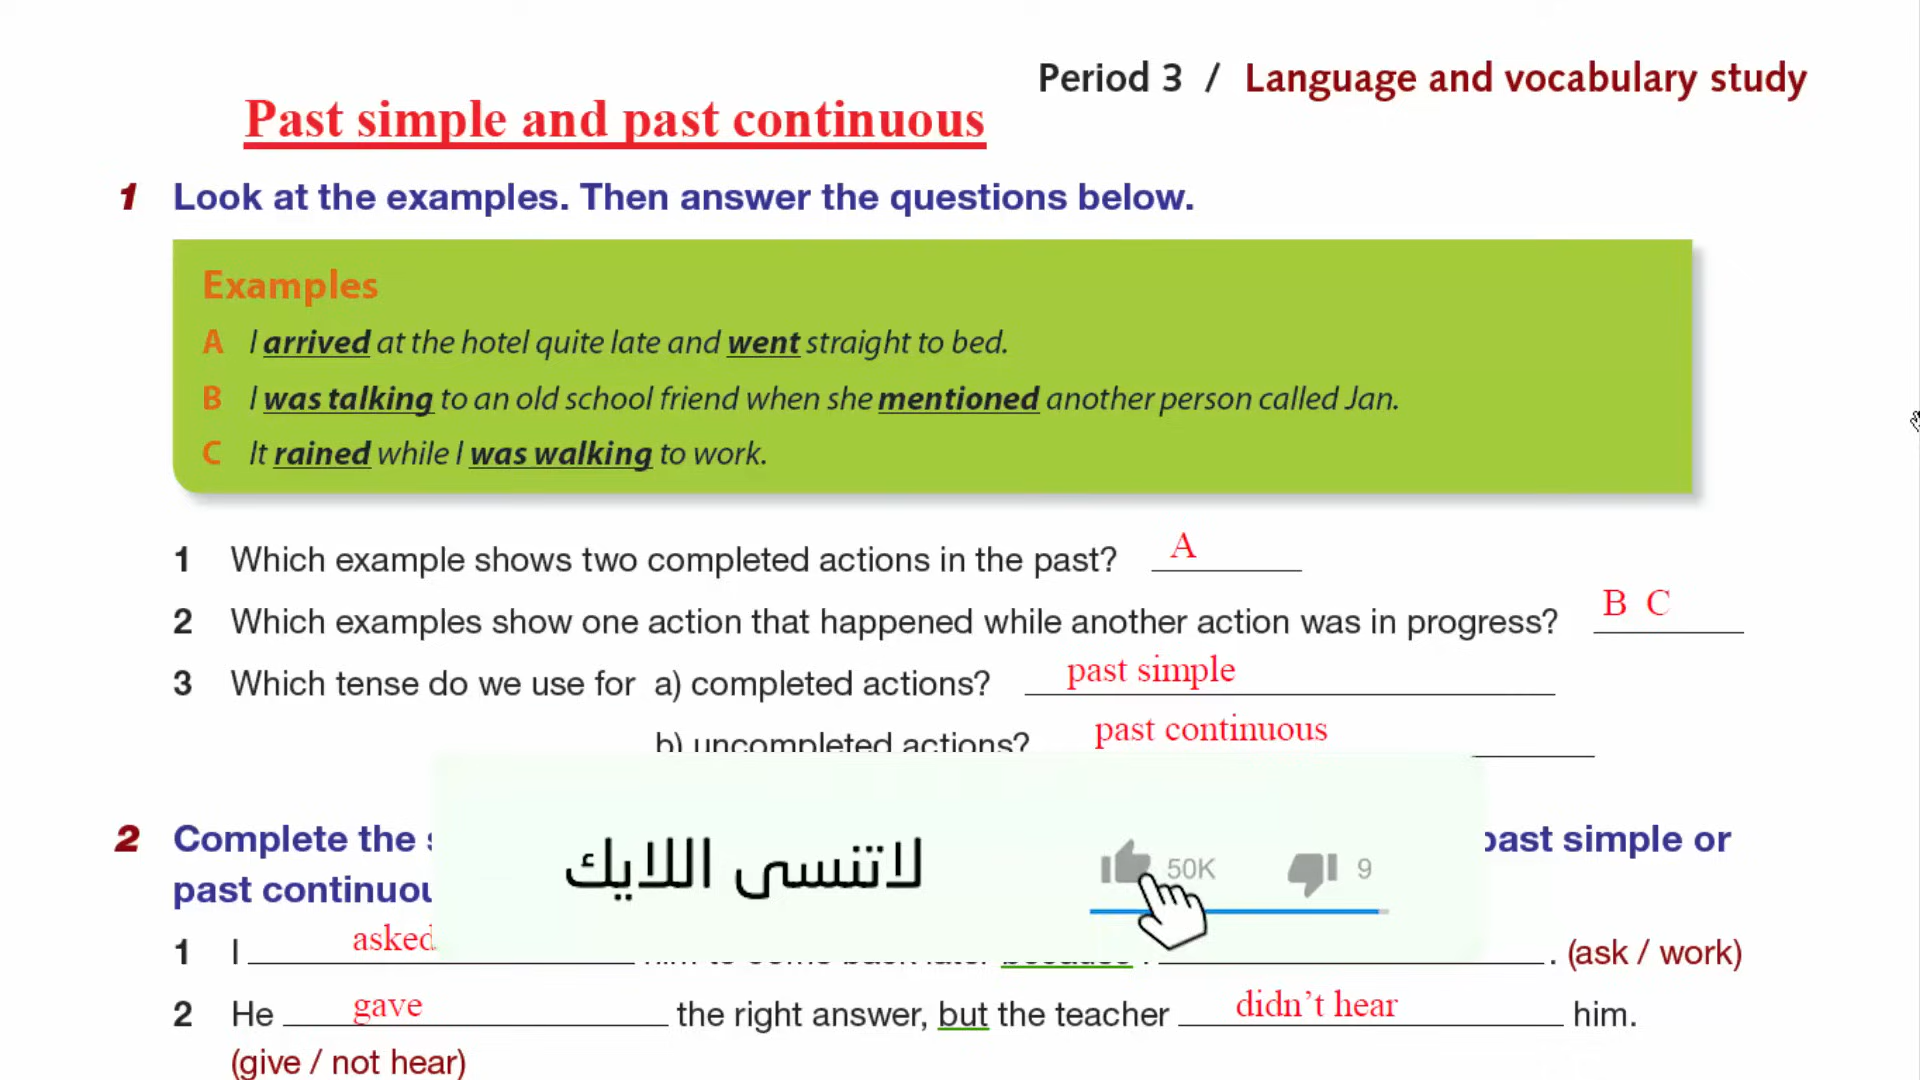 Period 3 / Language and vocabulary study
Past simple and past continuous
1 Look at the examples. Then answer the questions below.
Examples
A I arrived at the hotel quite late and went straight to bed.
B I was talking to an old school friend when she mentioned another person called Jan.
C It rained while I was walking to work.
1 Which example shows two completed actions in the past? A
2 Which examples show one action that happened while another action was in progress? B C
3 Which tense do we use for a) completed actions? past simple
b) uncompleted actions? past continuous
2 Complete the past simple or
past continuou
لاتنسى اللايك
50K 9
1 I asked him to come back later because . (ask / work)
2 He gave the right answer, but the teacher didn't hear him.
(give / not hear)